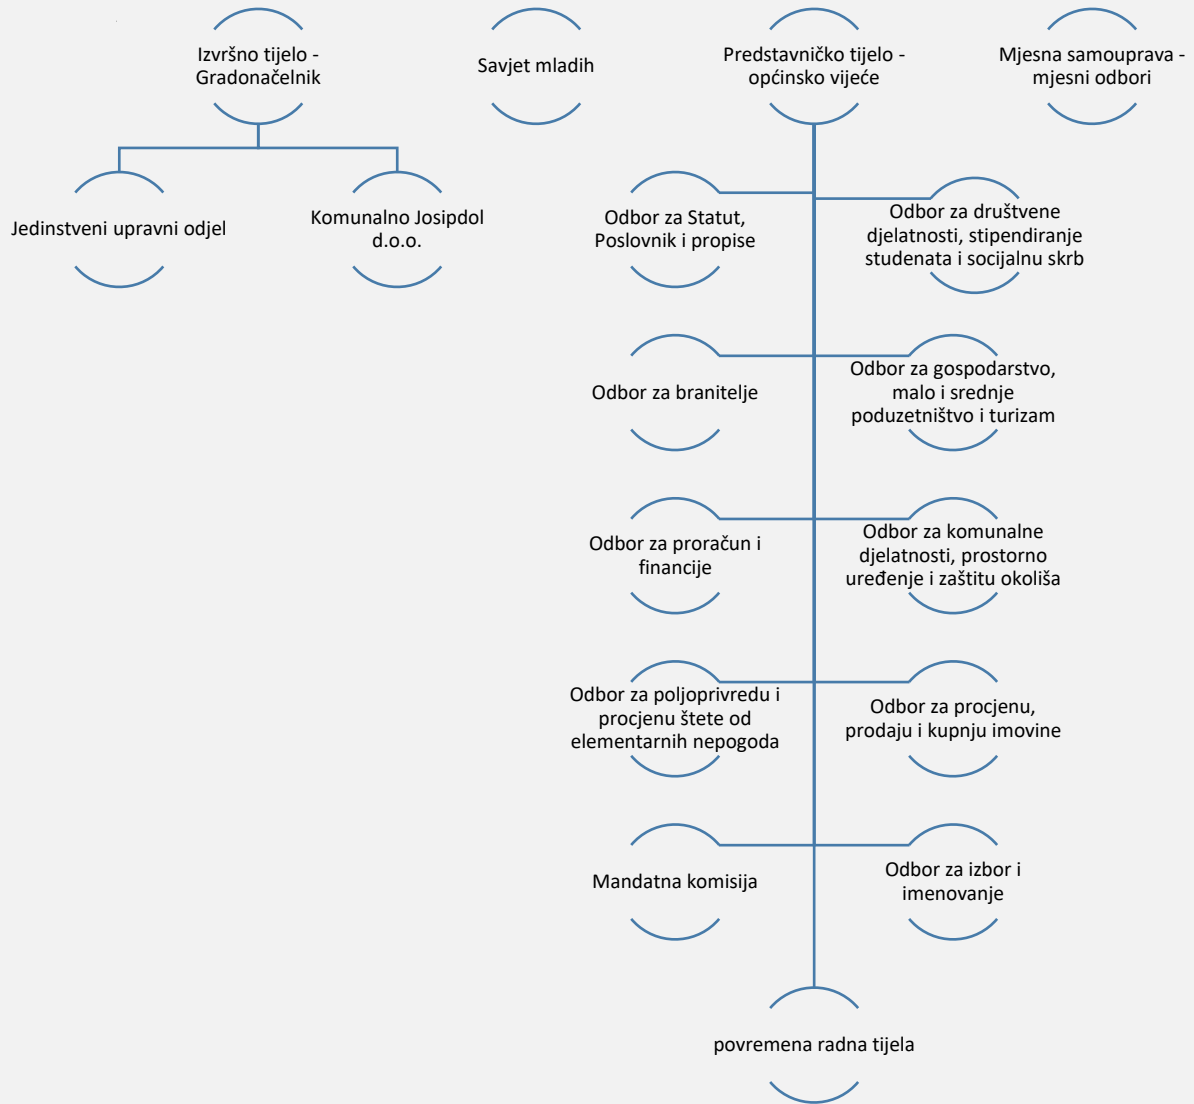 Izvršno tijelo -
Gradonačelnik
Savjet mladih
Predstavničko tijelo -
općinsko vijeće
Mjesna samouprava -
mjesni odbori
Jedinstveni upravni odjel
Komunalno Josipdol
d.o.o.
Odbor za Statut,
Poslovnik i propise
Odbor za društvene
djelatnosti, stipendiranje
studenata i socijalnu skrb
Odbor za branitelje
Odbor za gospodarstvo,
malo i srednje
poduzetništvo i turizam
Odbor za proračun i
financije
Odbor za komunalne
djelatnosti, prostorno
uređenje i zaštitu okoliša
Odbor za poljoprivredu i
procjenu štete od
elementarnih nepogoda
Odbor za procjenu,
prodaju i kupnju imovine
Mandatna komisija
Odbor za izbor i
imenovanje
povremena radna tijela